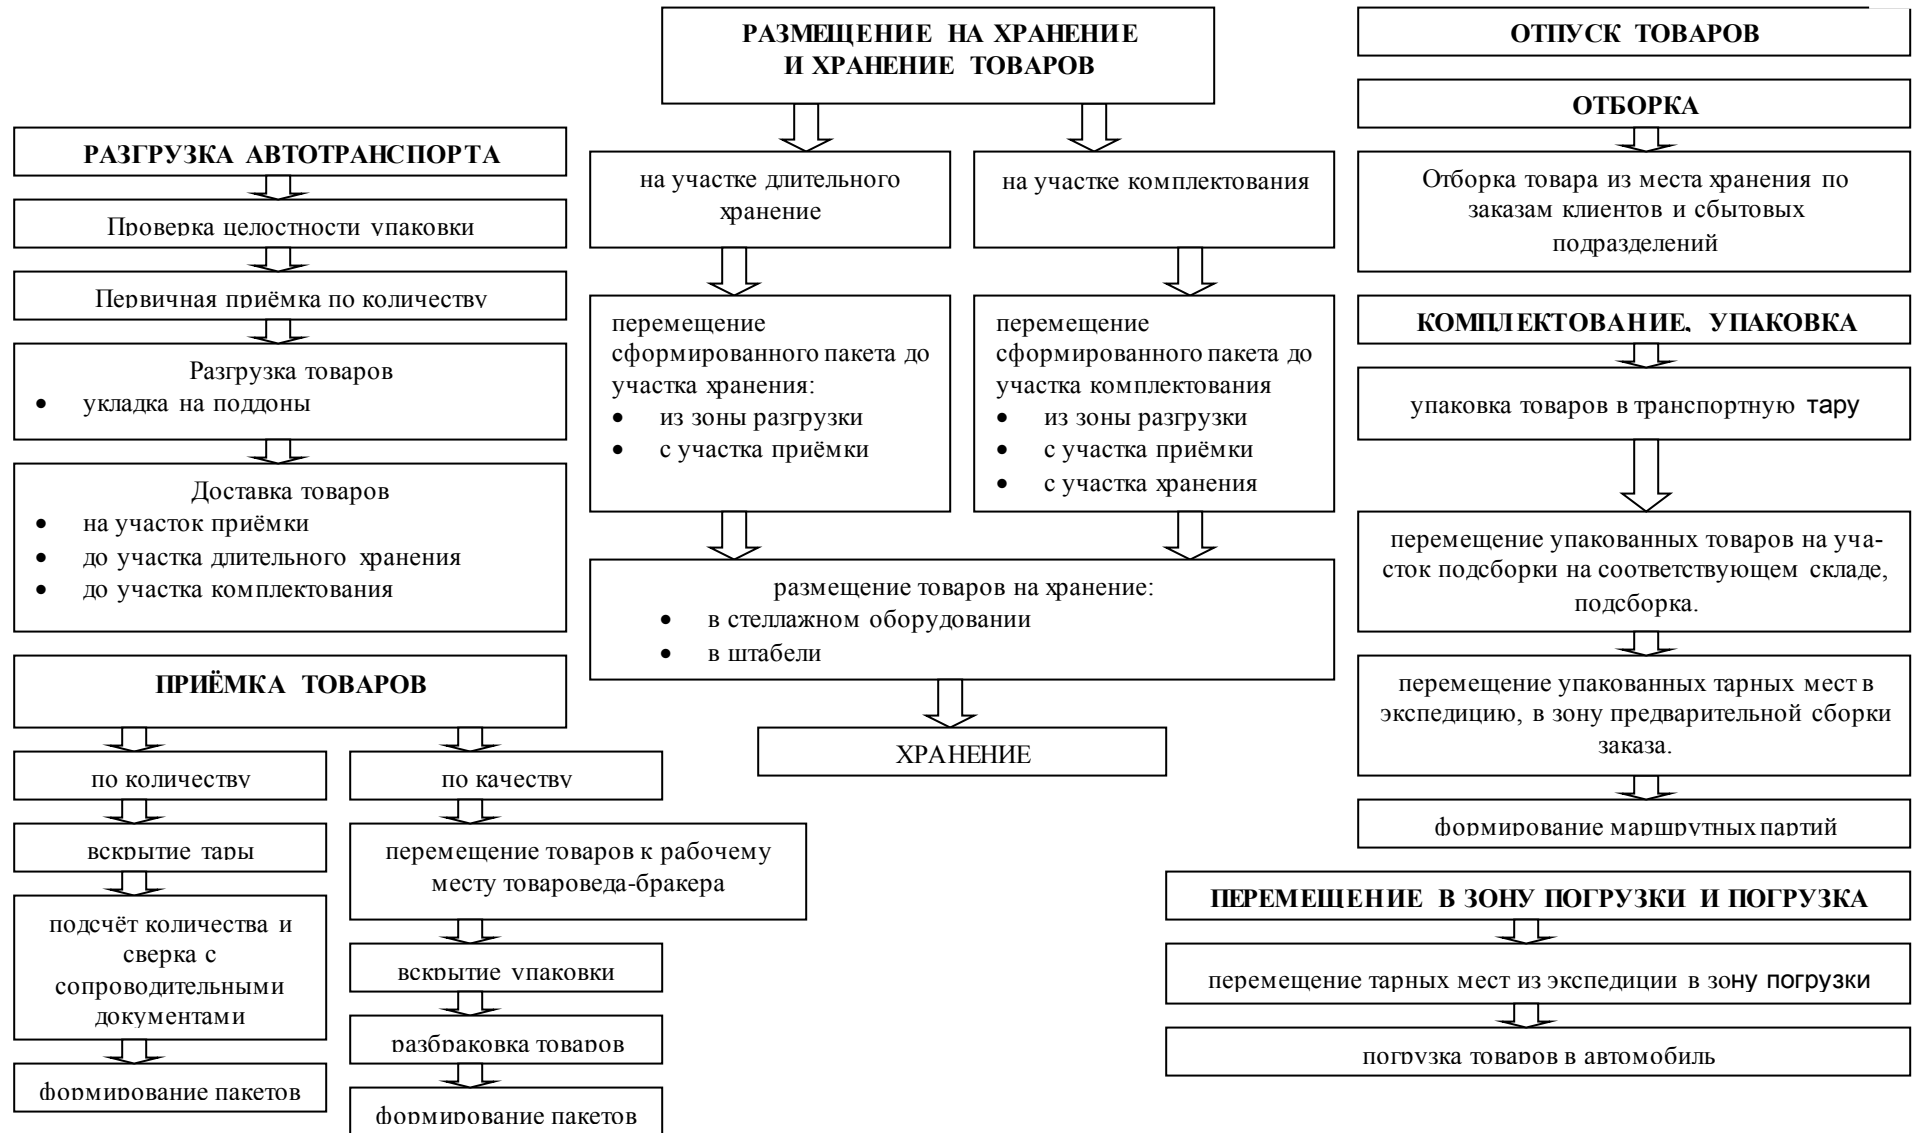 РАЗГРУЗКА АВТОТРАНСПОРТА
Проверка целостности упаковки
Первичная приёмка по количеству
Разгрузка товаров
• укладка на поддоны
Доставка товаров
• на участок приёмки
• до участка длительного хранения
• до участка комплектования
ПРИЁМКА ТОВАРОВ
по количеству
вскрытие тары
подсчёт количества и
сверка с
сопроводительными
документами
формирование пакетов
по качеству
перемещение товаров к рабочему
месту товароведа-бракера
вскрытие упаковки
разбраковка товаров
формирование пакетов
РАЗМЕЩЕНИЕ НА ХРАНЕНИЕ
И ХРАНЕНИЕ ТОВАРОВ
на участке длительного
хранение
перемещение
сформированного пакета до
участка хранения:
• из зоны разгрузки
• с участка приёмки
на участке комплектования
перемещение
сформированного пакета до
участка комплектования
• из зоны разгрузки
• с участка приёмки
• с участка хранения
размещение товаров на хранение:
• в стеллажном оборудовании
• в штабели
ХРАНЕНИЕ
ОТПУСК ТОВАРОВ
ОТБОРКА
Отборка товара из места хранения по
заказам клиентов и сбытовых
подразделений
КОМПЛЕКТОВАНИЕ, УПАКОВКА
упаковка товаров в транспортную тару
перемещение упакованных товаров на уча-
сток подсборки на соответствующем складе,
подсборка.
перемещение упакованных тарных мест в
экспедицию, в зону предварительной сборки
заказа.
формирование маршрутных партий
ПЕРЕМЕЩЕНИЕ В ЗОНУ ПОГРУЗКИ И ПОГРУЗКА
перемещение тарных мест из экспедиции в зону погрузки
погрузка товаров в автомобиль